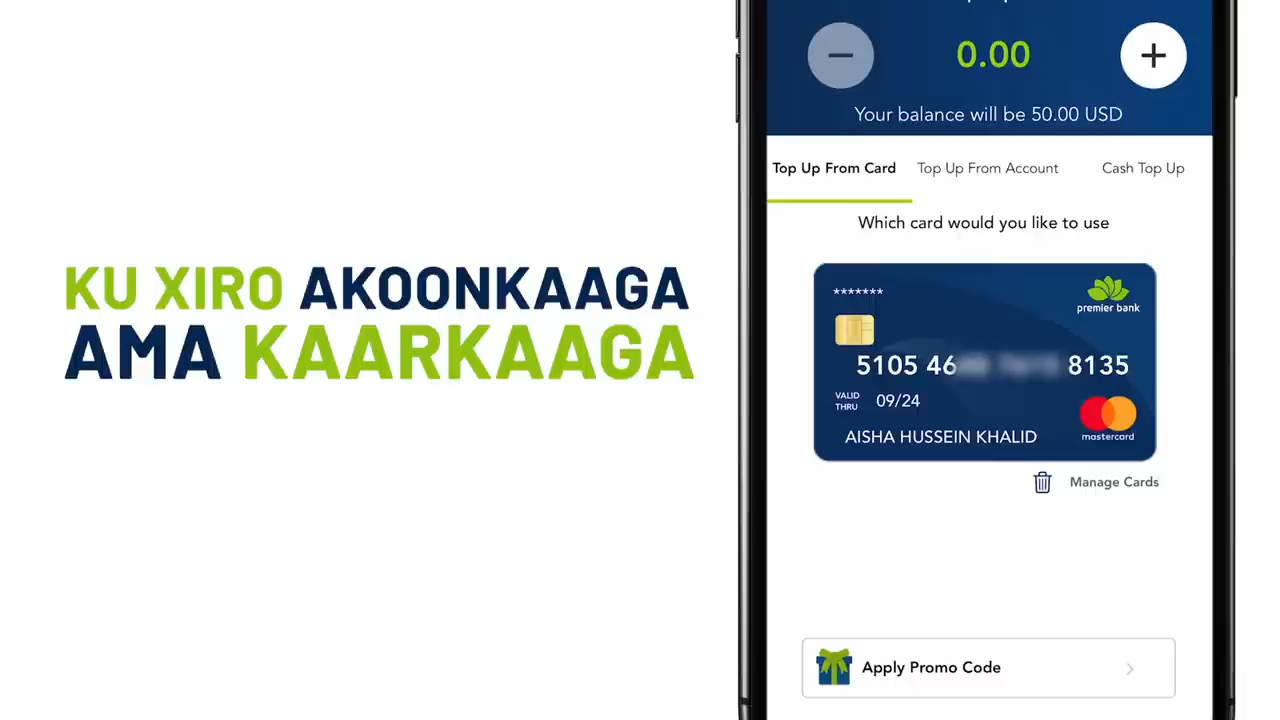 KU XIRO AKOONKAAGA
AMA KAARKAAGA
0.00
Your balance will be 50.00 USD
Top Up From Card
Top Up From Account
Cash Top Up
Which card would you like to use
*******
premier bank
5105 46 8135
VALID
THRU
09/24
mastercard
AISHA HUSSEIN KHALID
Manage Cards
Apply Promo Code